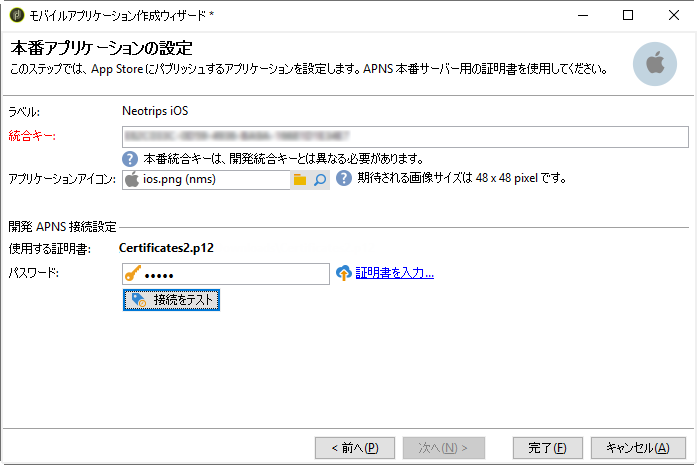 モバイルアプリケーション作成ウィザード *
本番アプリケーションの設定
このステップでは、App Store にパブリッシュするアプリケーションを設定します。APNS 本番サーバー用の証明書を使用してください。
ラベル: Neotrips iOS
統合キー:
本番統合キーは、開発統合キーとは異なる必要があります。
アプリケーションアイコン: ios.png (nms) 期待される画像サイズは 48 x 48 pixel です。
開発 APNS 接続設定
使用する証明書: Certificates2.p12
パスワード: ●●●●● 証明書を入力...
接続をテスト
< 前へ(P) 次へ(N) > 完了(F) キャンセル(A)